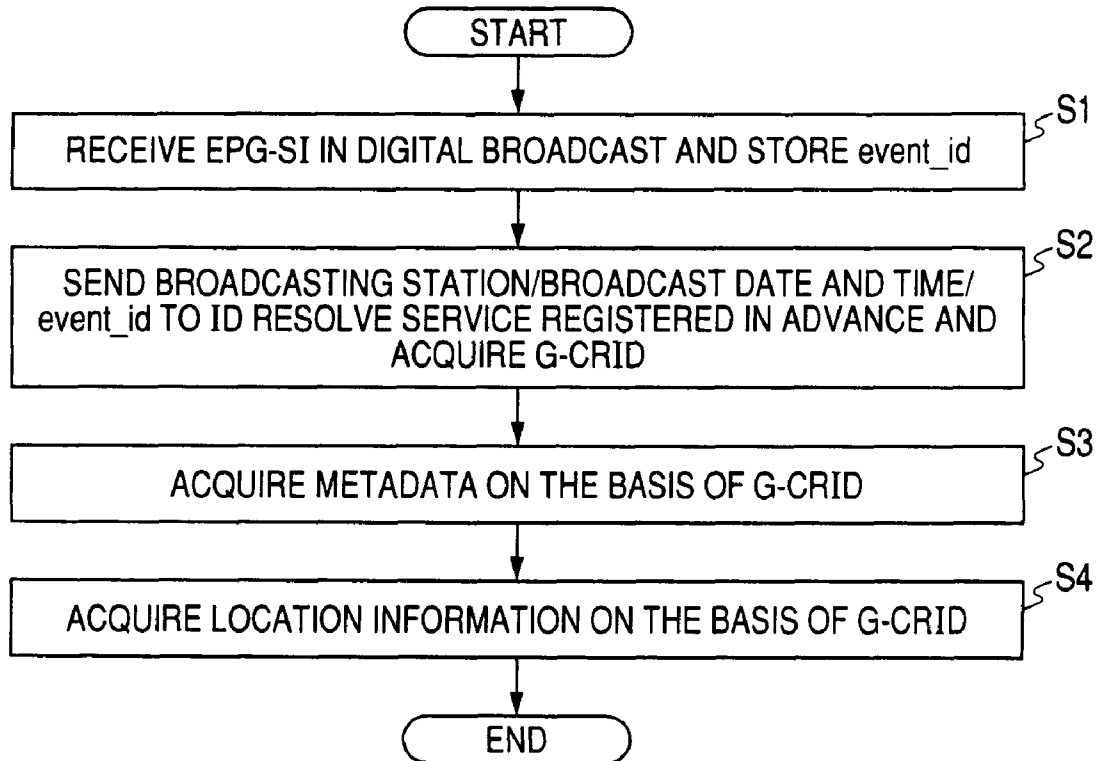 START
S1
RECEIVE EPG-SI IN DIGITAL BROADCAST AND STORE event_id
S2
SEND BROADCASTING STATION/BROADCAST DATE AND TIME/
event_id TO ID RESOLVE SERVICE REGISTERED IN ADVANCE AND
ACQUIRE G-CRID
S3
ACQUIRE METADATA ON THE BASIS OF G-CRID
S4
ACQUIRE LOCATION INFORMATION ON THE BASIS OF G-CRID
END